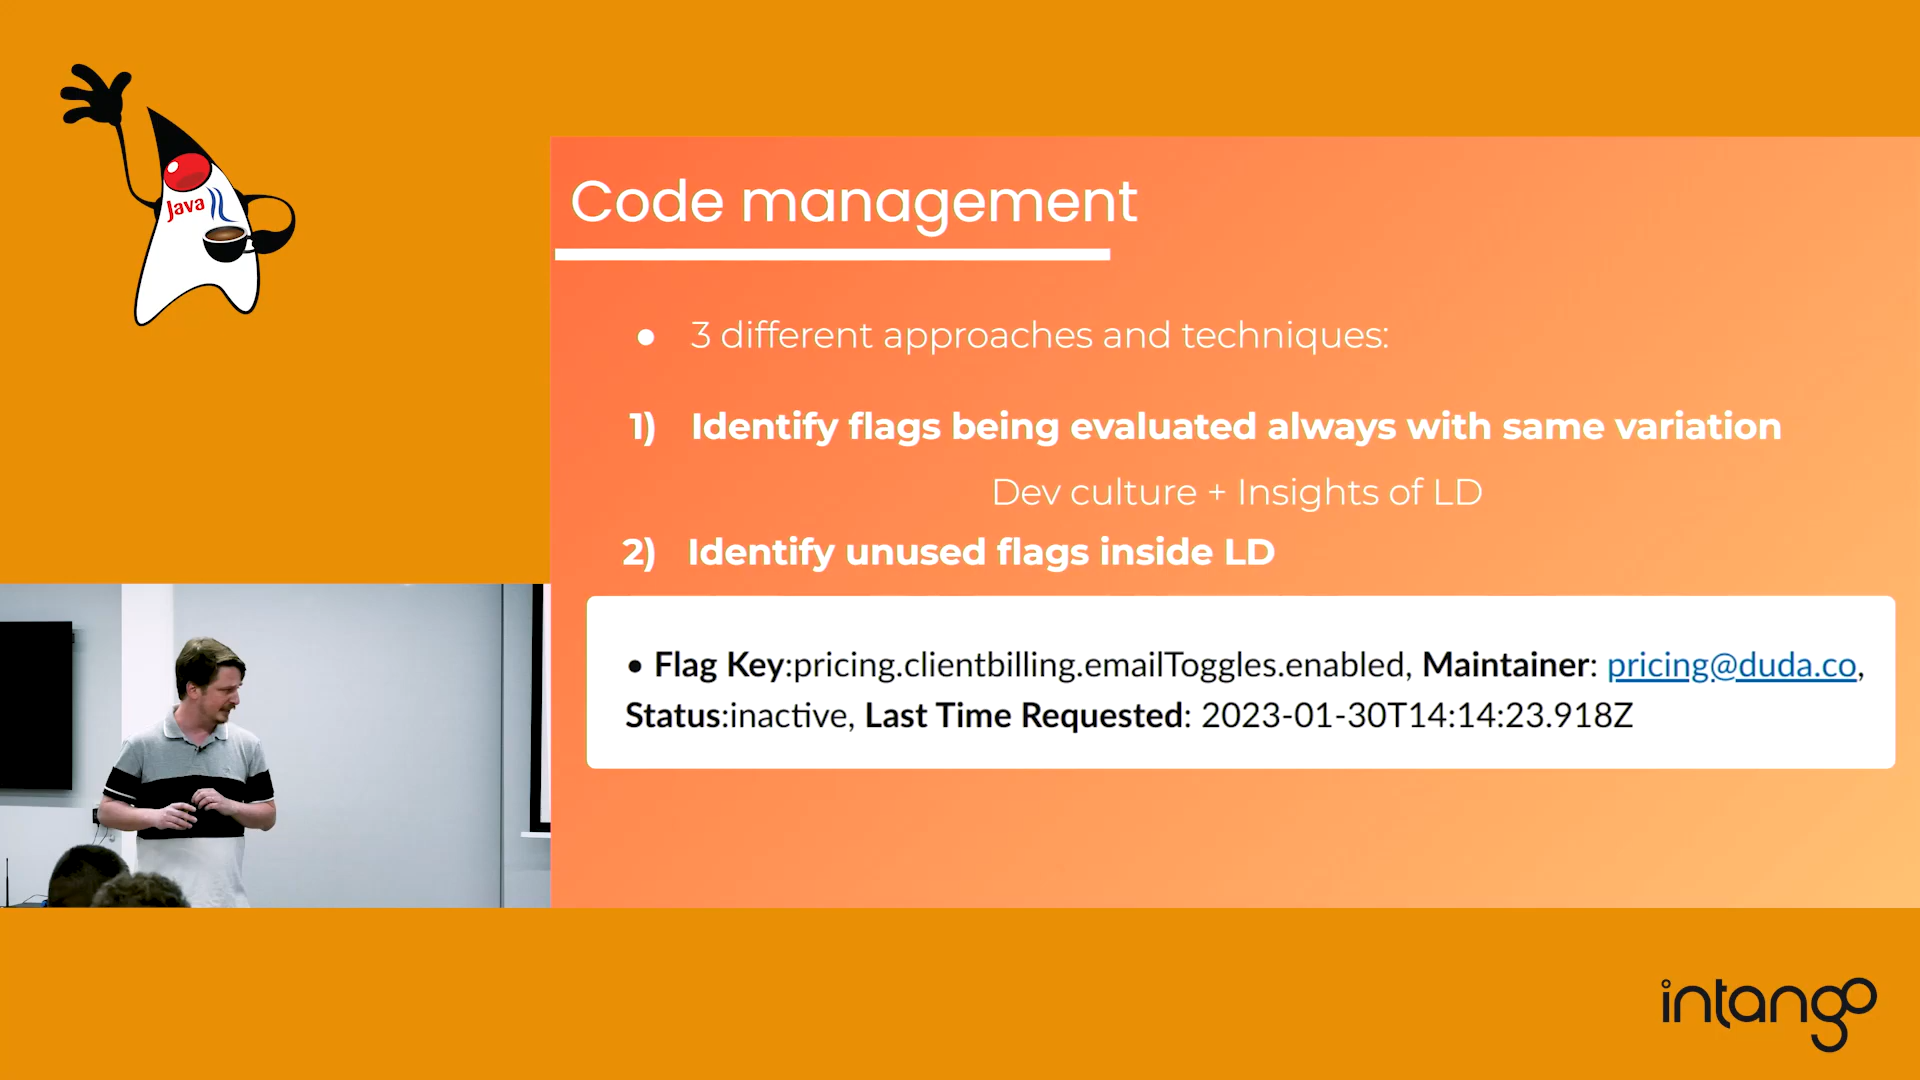 Java
Code management
● 3 different approaches and techniques:
1) Identify flags being evaluated always with same variation
Dev culture + Insights of LD
2) Identify unused flags inside LD
• Flag Key:pricing.clientbilling.emailToggles.enabled, Maintainer: pricing@duda.co,
Status:inactive, Last Time Requested: 2023-01-30T14:14:23.918Z
intango